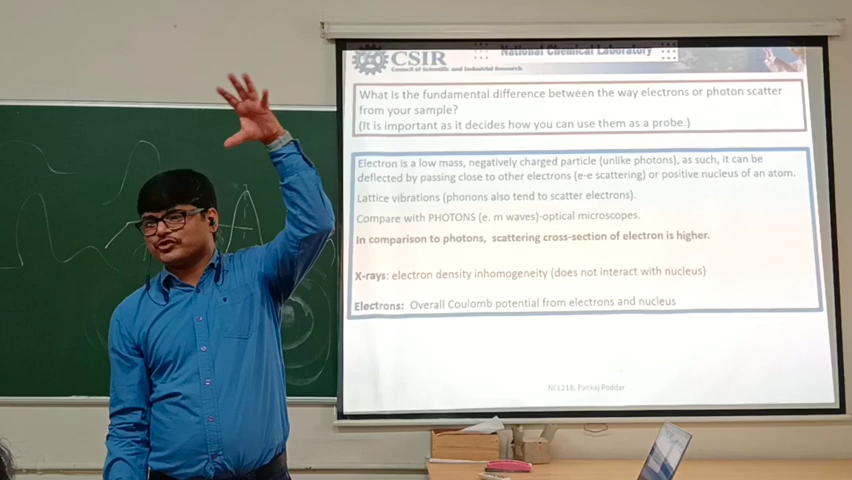 CSIR
Council of Scientific and Industrial Research
National Chemical Laboratory
What is the fundamental difference between the way electrons or photon scatter
from your sample?
(It is important as it decides how you can use them as a probe.)
Electron is a low mass, negatively charged particle (unlike photons), as such, it can be
deflected by passing close to other electrons (e-e scattering) or positive nucleus of an atom.
Lattice vibrations (phonons also tend to scatter electrons).
Compare with PHOTONS (e. m waves)-optical microscopes.
In comparison to photons, scattering cross-section of electron is higher.
X-rays: electron density inhomogeneity (does not interact with nucleus)
Electrons: Overall Coulomb potential from electrons and nucleus
NCL218, Pankaj Poddar